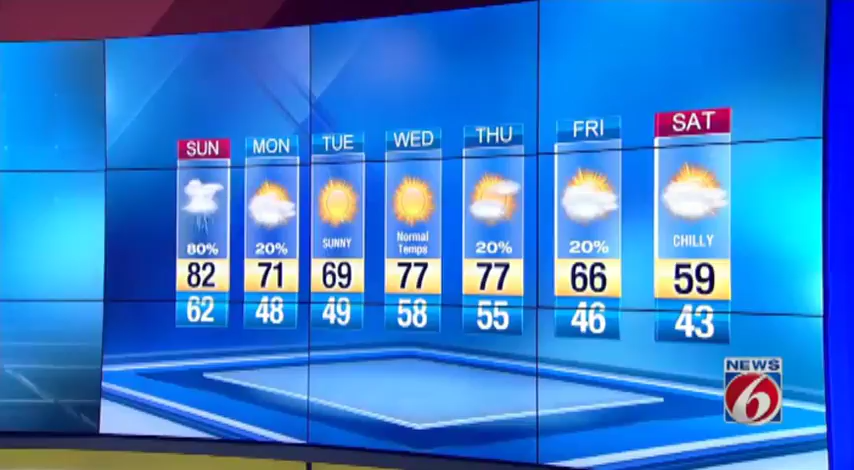 SUN MON TUE WED THU FRI SAT
80% 20% SUNNY Normal Temps 20% 20% CHILLY
82 71 69 77 77 66 59
62 48 49 58 55 46 43
NEWS
6